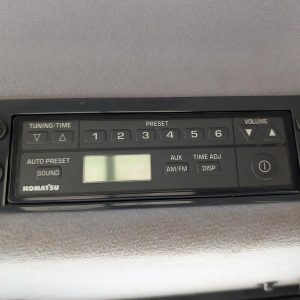 TUNING/TIME PRESET VOLUME
▽ △ 1 2 3 4 5 6 ▼ ▲
AUTO PRESET AUX TIME ADJ
SOUND AM/FM DISP
KOMATSU